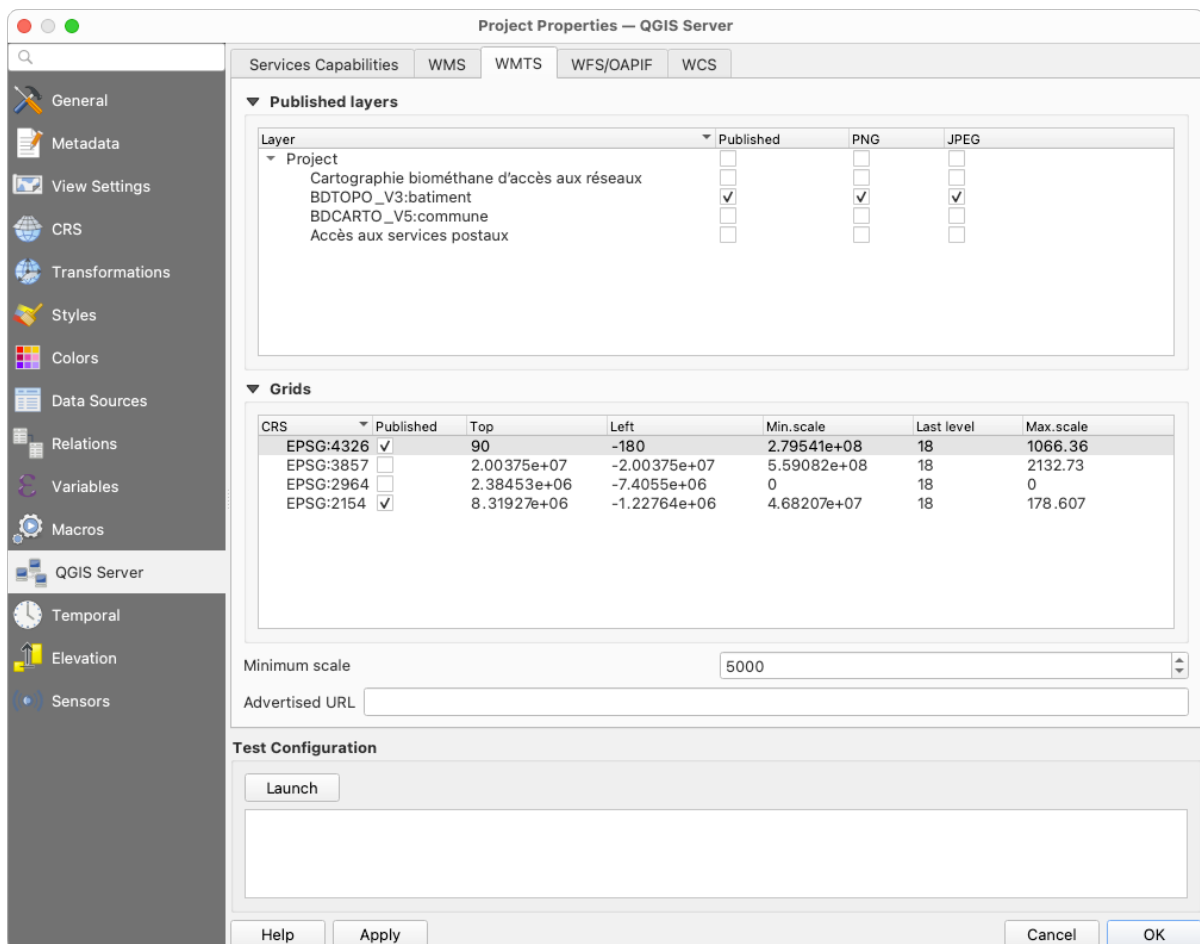 Project Properties — QGIS Server
General
Metadata
View Settings
CRS
Transformations
Styles
Colors
Data Sources
Relations
Variables
Macros
QGIS Server
Temporal
Elevation
Sensors
Services Capabilities WMS WMTS WFS/OAPIF WCS
Published layers
Layer Published PNG JPEG
Project
Cartographie biométhane d’accès aux réseaux
BDTOPO_V3:batiment
BDCARTO_V5:commune
Accès aux services postaux
Grids
CRS Published Top Left Min.scale Last level Max.scale
EPSG:4326 90 -180 2.79541e+08 18 1066.36
EPSG:3857 2.00375e+07 -2.00375e+07 5.59082e+08 18 2132.73
EPSG:2964 2.38453e+06 -7.4055e+06 0 18 0
EPSG:2154 8.31927e+06 -1.22764e+06 4.68207e+07 18 178.607
Minimum scale 5000
Advertised URL
Test Configuration
Launch
Help Apply Cancel OK